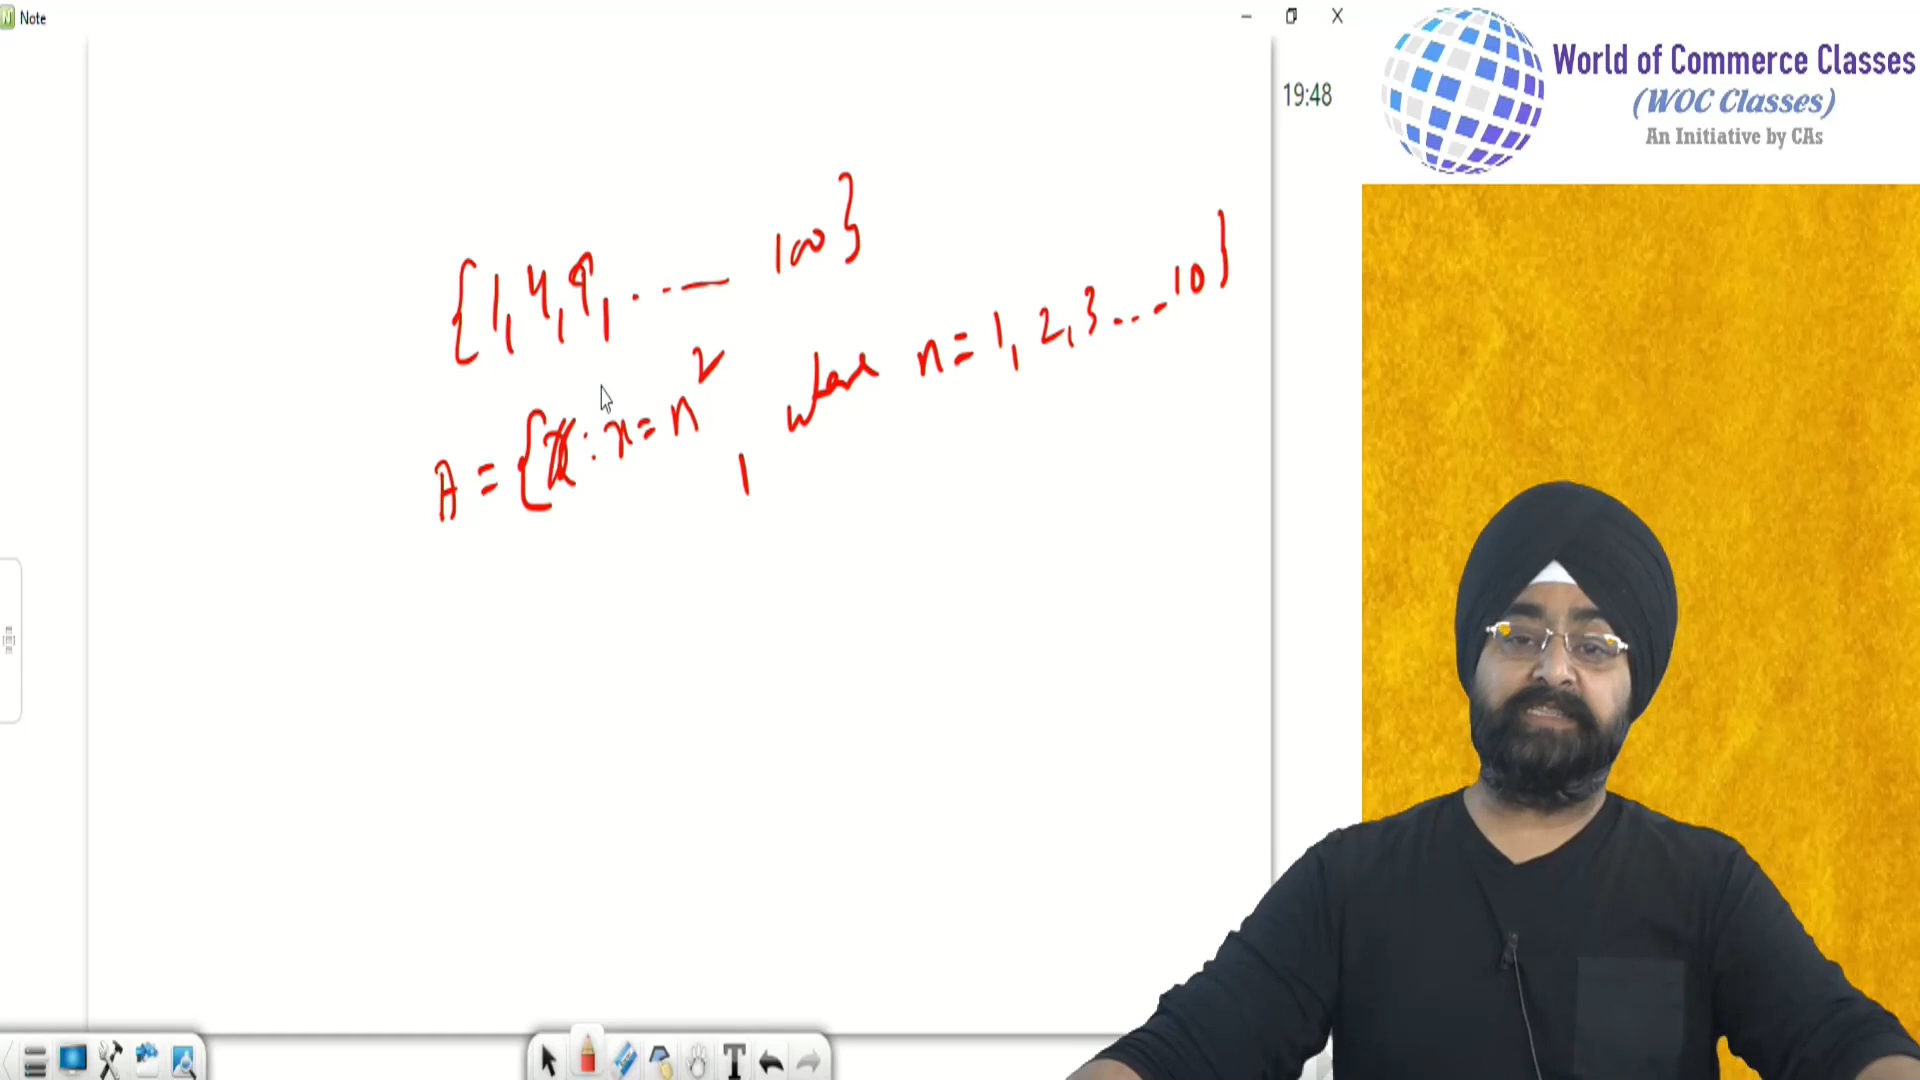 Note
World of Commerce Classes
19:48
(WOC Classes)
An Initiative by CAs
{1, 4, 9, ... — 100}
A = {x : x = n², where n = 1, 2, 3 ... 10}
T